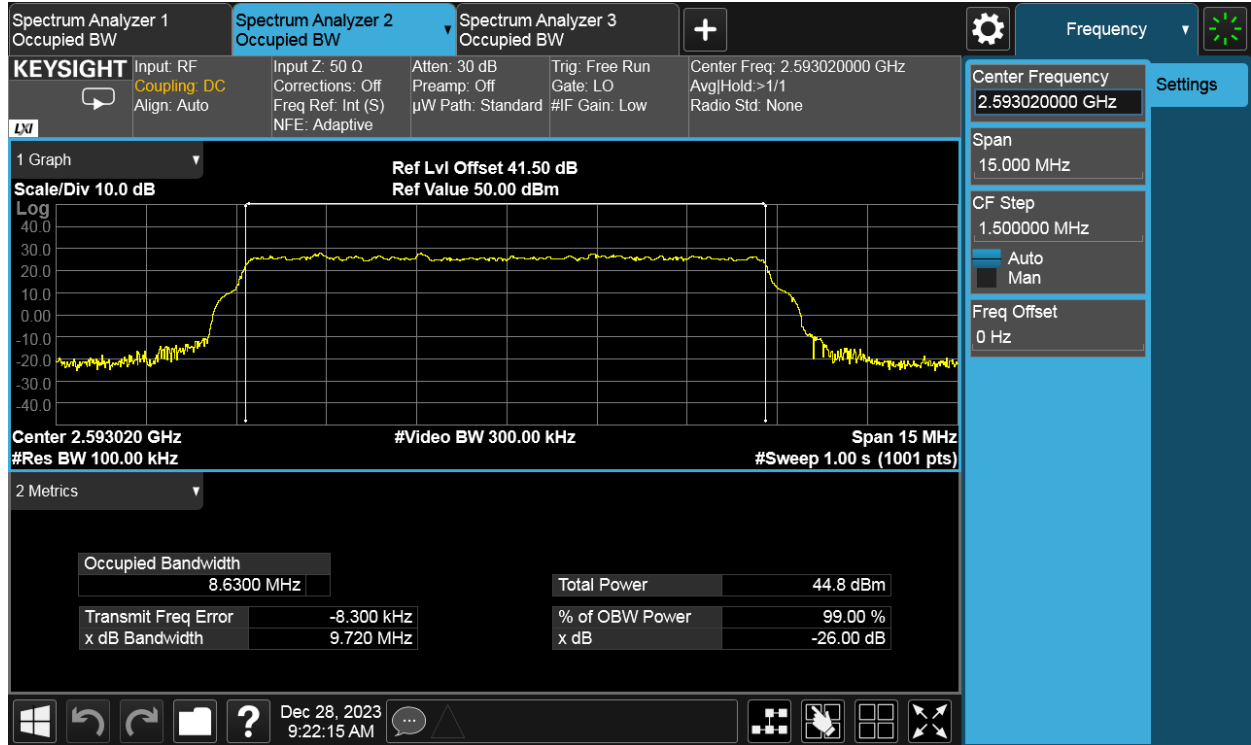 Spectrum Analyzer 1
Occupied BW
Spectrum Analyzer 2
Occupied BW
Spectrum Analyzer 3
Occupied BW
Frequency
KEYSIGHT
LXI
Input: RF
Coupling: DC
Align: Auto
Input Z: 50 Ω
Corrections: Off
Freq Ref: Int (S)
NFE: Adaptive
Atten: 30 dB
Preamp: Off
µW Path: Standard
Trig: Free Run
Gate: LO
#IF Gain: Low
Center Freq: 2.593020000 GHz
Avg|Hold:>1/1
Radio Std: None
Center Frequency
2.593020000 GHz
Settings
Span
15.000 MHz
CF Step
1.500000 MHz
Auto
Man
Freq Offset
0 Hz
1 Graph
Scale/Div 10.0 dB
Ref Lvl Offset 41.50 dB
Ref Value 50.00 dBm
Log
40.0
30.0
20.0
10.0
0.00
-10.0
-20.0
-30.0
-40.0
Center 2.593020 GHz
#Video BW 300.00 kHz
Span 15 MHz
#Res BW 100.00 kHz
#Sweep 1.00 s (1001 pts)
2 Metrics
Occupied Bandwidth
8.6300 MHz
Total Power 44.8 dBm
Transmit Freq Error -8.300 kHz
% of OBW Power 99.00 %
x dB Bandwidth 9.720 MHz
x dB -26.00 dB
?
Dec 28, 2023
9:22:15 AM